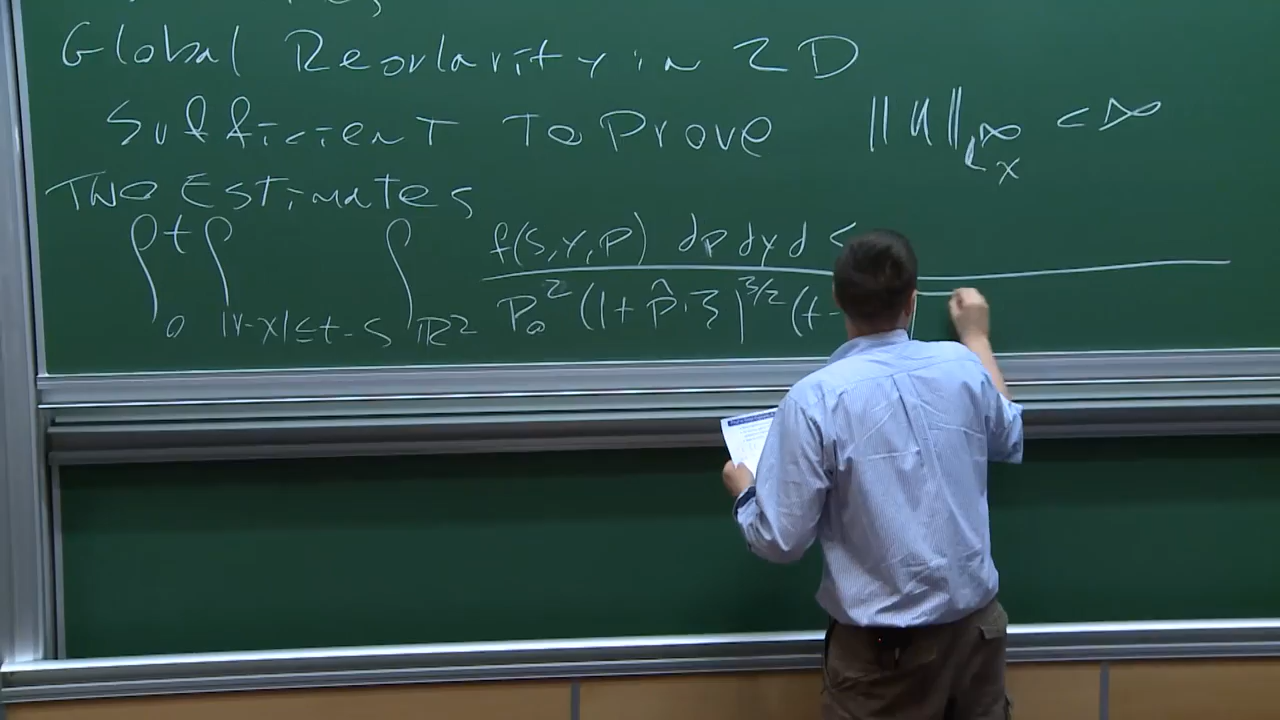 Global Regularity in 2D
Sufficient To Prove ‖u‖_{L^∞_x} < ∞
Two Estimates
∫_0^t ∫_{|y-x|≤t-s} ∫_{ℝ^2} f(s,y,p) dp dy d
p_0^2 (1+p̂·ξ)^{3/2} (t-